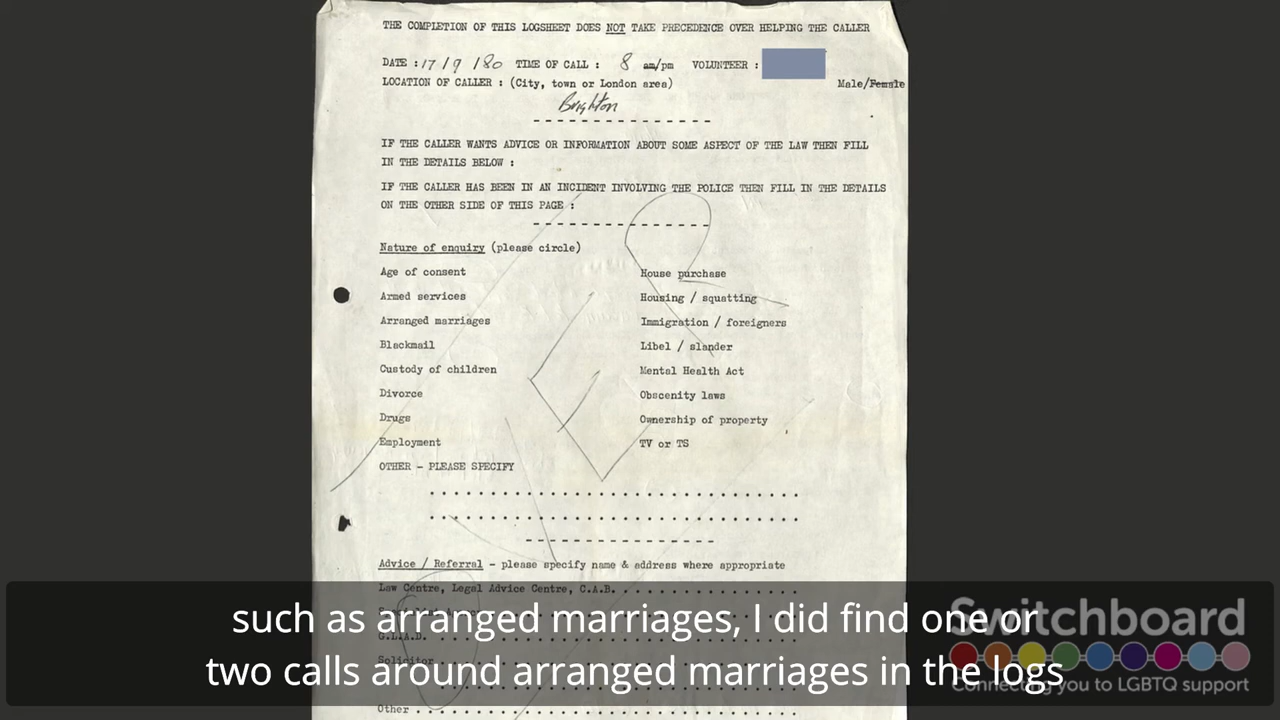 THE COMPLETION OF THIS LOGSHEET DOES NOT TAKE PRECEDENCE OVER HELPING THE CALLER
DATE : 17/9/80 TIME OF CALL : 8 am/pm VOLUNTEER :
LOCATION OF CALLER : (City, town or London area) Male/Female
Brighton
IF THE CALLER WANTS ADVICE OR INFORMATION ABOUT SOME ASPECT OF THE LAW THEN FILL
IN THE DETAILS BELOW :
IF THE CALLER HAS BEEN IN AN INCIDENT INVOLVING THE POLICE THEN FILL IN THE DETAILS
ON THE OTHER SIDE OF THIS PAGE :
Nature of enquiry (please circle)
Age of consent
Armed services
Arranged marriages
Blackmail
Custody of children
Divorce
Drugs
Employment
House purchase
Housing / squatting
Immigration / foreigners
Libel / slander
Mental Health Act
Obscenity laws
Ownership of property
TV or TS
OTHER - PLEASE SPECIFY
Advice / Referral - please specify name & address where appropriate
Law Centre, Legal Advice Centre, C.A.B.
G.L.A.D.
Solicitor
Other
such as arranged marriages, I did find one or
two calls around arranged marriages in the logs
Switchboard
Connecting you to LGBTQ support